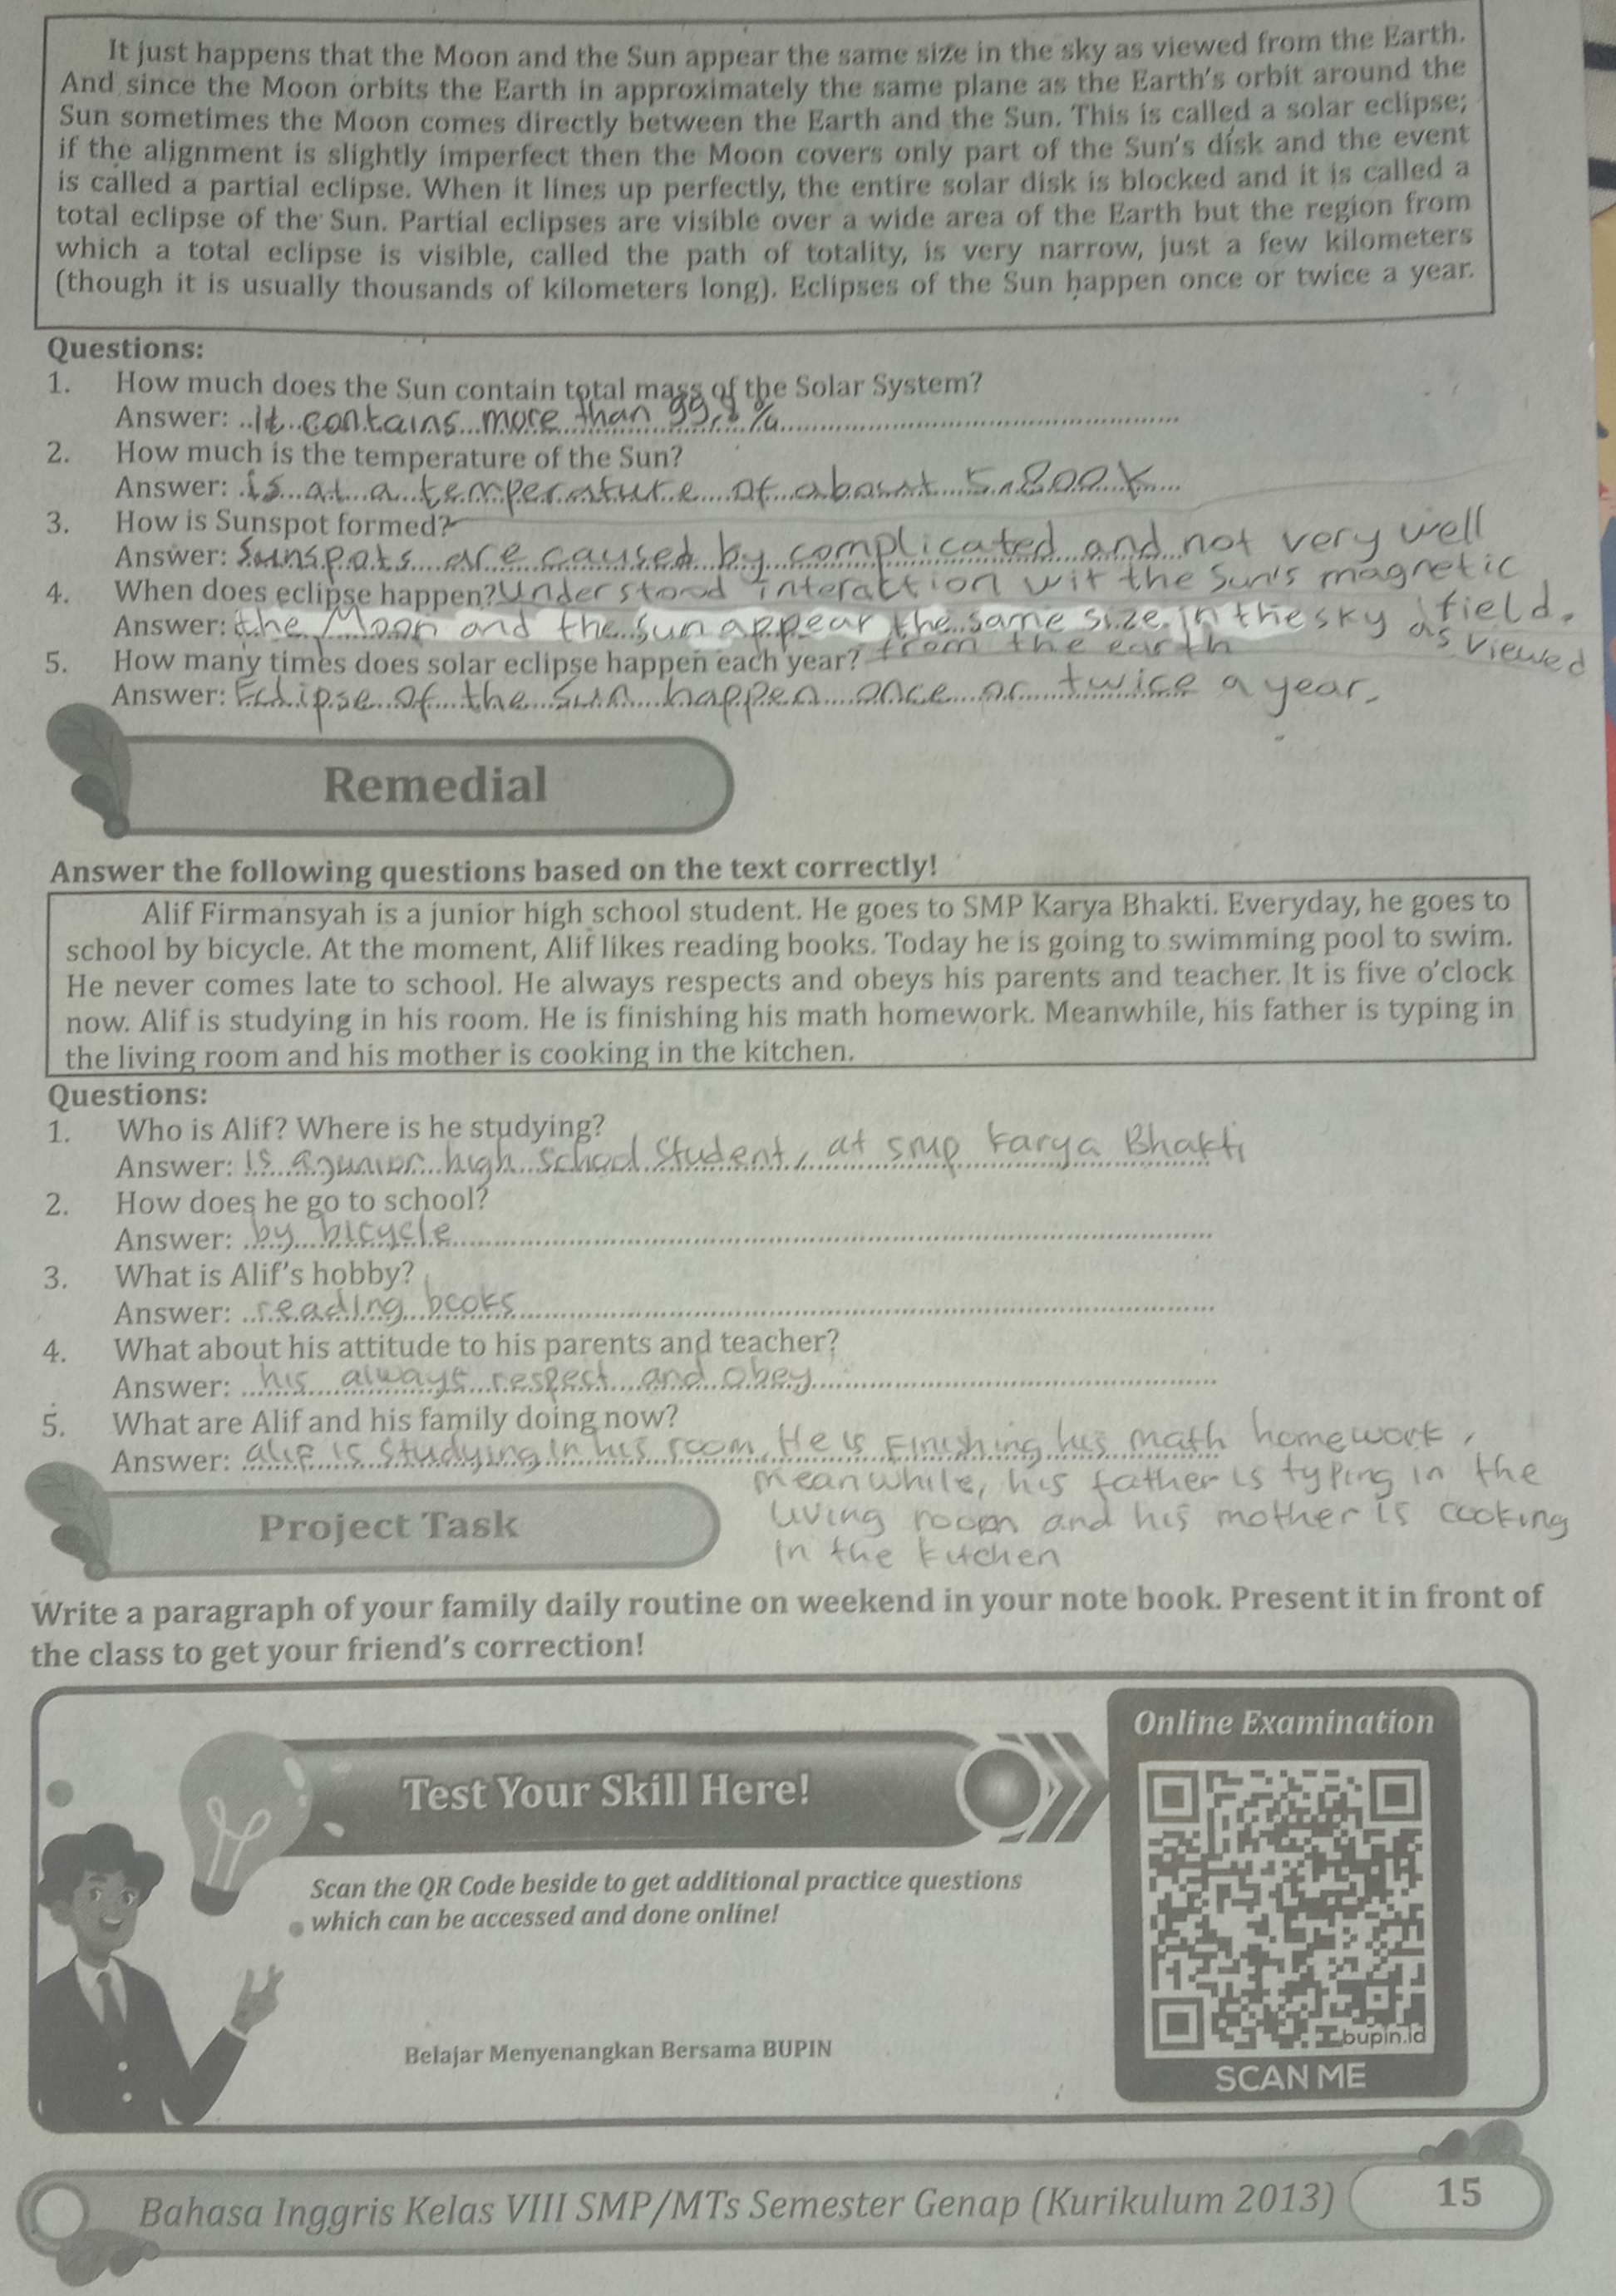 It just happens that the Moon and the Sun appear the same size in the sky as viewed from the Earth.
And since the Moon orbits the Earth in approximately the same plane as the Earth's orbit around the
Sun sometimes the Moon comes directly between the Earth and the Sun. This is called a solar eclipse;
if the alignment is slightly imperfect then the Moon covers only part of the Sun's disk and the event
is called a partial eclipse. When it lines up perfectly, the entire solar disk is blocked and it is called a
total eclipse of the Sun. Partial eclipses are visible over a wide area of the Earth but the region from
which a total eclipse is visible, called the path of totality, is very narrow, just a few kilometers
(though it is usually thousands of kilometers long). Eclipses of the Sun happen once or twice a year.
Questions:
1. How much does the Sun contain total mass of the Solar System?
Answer: It contains more than 99,8 %
2. How much is the temperature of the Sun?
Answer: is at a temperature of about 5.800 K
3. How is Sunspot formed?
Answer: Sunspots are caused by complicated and not very well
Understood interaktion wit the Sun's magnetic
field.
4. When does eclipse happen?
Answer: the Moon and the Sun appear the same size in the sky as viewed
from the earth
5. How many times does solar eclipse happen each year?
Answer: Eclipse of the Sun happen once or twice a year.
Remedial
Answer the following questions based on the text correctly!
Alif Firmansyah is a junior high school student. He goes to SMP Karya Bhakti. Everyday, he goes to
school by bicycle. At the moment, Alif likes reading books. Today he is going to swimming pool to swim.
He never comes late to school. He always respects and obeys his parents and teacher. It is five o'clock
now. Alif is studying in his room. He is finishing his math homework. Meanwhile, his father is typing in
the living room and his mother is cooking in the kitchen.
Questions:
1. Who is Alif? Where is he studying?
Answer: Is a junior high school Student, at smp Karya Bhakti
2. How does he go to school?
Answer: by bicycle
3. What is Alif's hobby?
Answer: reading books
4. What about his attitude to his parents and teacher?
Answer: his always respect and obey
5. What are Alif and his family doing now?
Answer: alif is studying in his room, He is Finishing his math homework,
meanwhile, his father is typing in the
living room and his mother is cooking
in the kitchen
Project Task
Write a paragraph of your family daily routine on weekend in your note book. Present it in front of
the class to get your friend's correction!
Online Examination
Test Your Skill Here!
Scan the QR Code beside to get additional practice questions
which can be accessed and done online!
Belajar Menyenangkan Bersama BUPIN
bupin.id
SCAN ME
Bahasa Inggris Kelas VIII SMP/MTs Semester Genap (Kurikulum 2013)
15